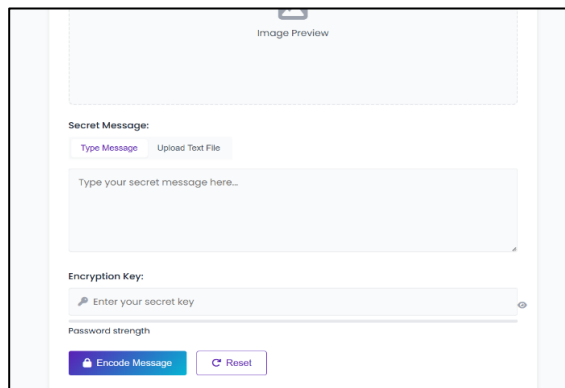 Image Preview
Secret Message:
Type Message Upload Text File
Type your secret message here...
Encryption Key:
Enter your secret key
Password strength
Encode Message Reset